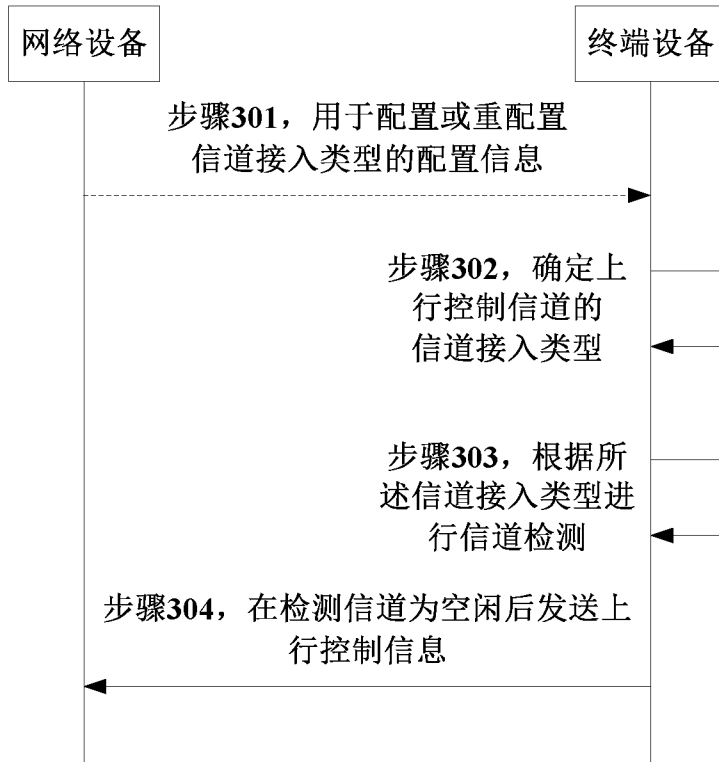 网络设备
终端设备
步骤301，用于配置或重配置
信道接入类型的配置信息
步骤302，确定上
行控制信道的
信道接入类型
步骤303，根据所
述信道接入类型进
行信道检测
步骤304，在检测信道为空闲后发送上
行控制信息